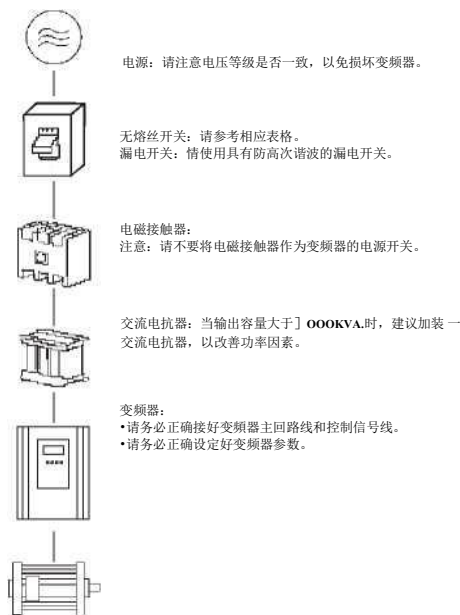 电源：请注意电压等级是否一致，以免损坏变频器。
无熔丝开关：请参考相应表格。
漏电开关：情使用具有防高次谐波的漏电开关。
电磁接触器：
注意：请不要将电磁接触器作为变频器的电源开关。
交流电抗器：当输出容量大于］OOOKVA.时，建议加装 一
交流电抗器，以改善功率因素。
变频器：
•请务必正确接好变频器主回路线和控制信号线。
•请务必正确设定好变频器参数。